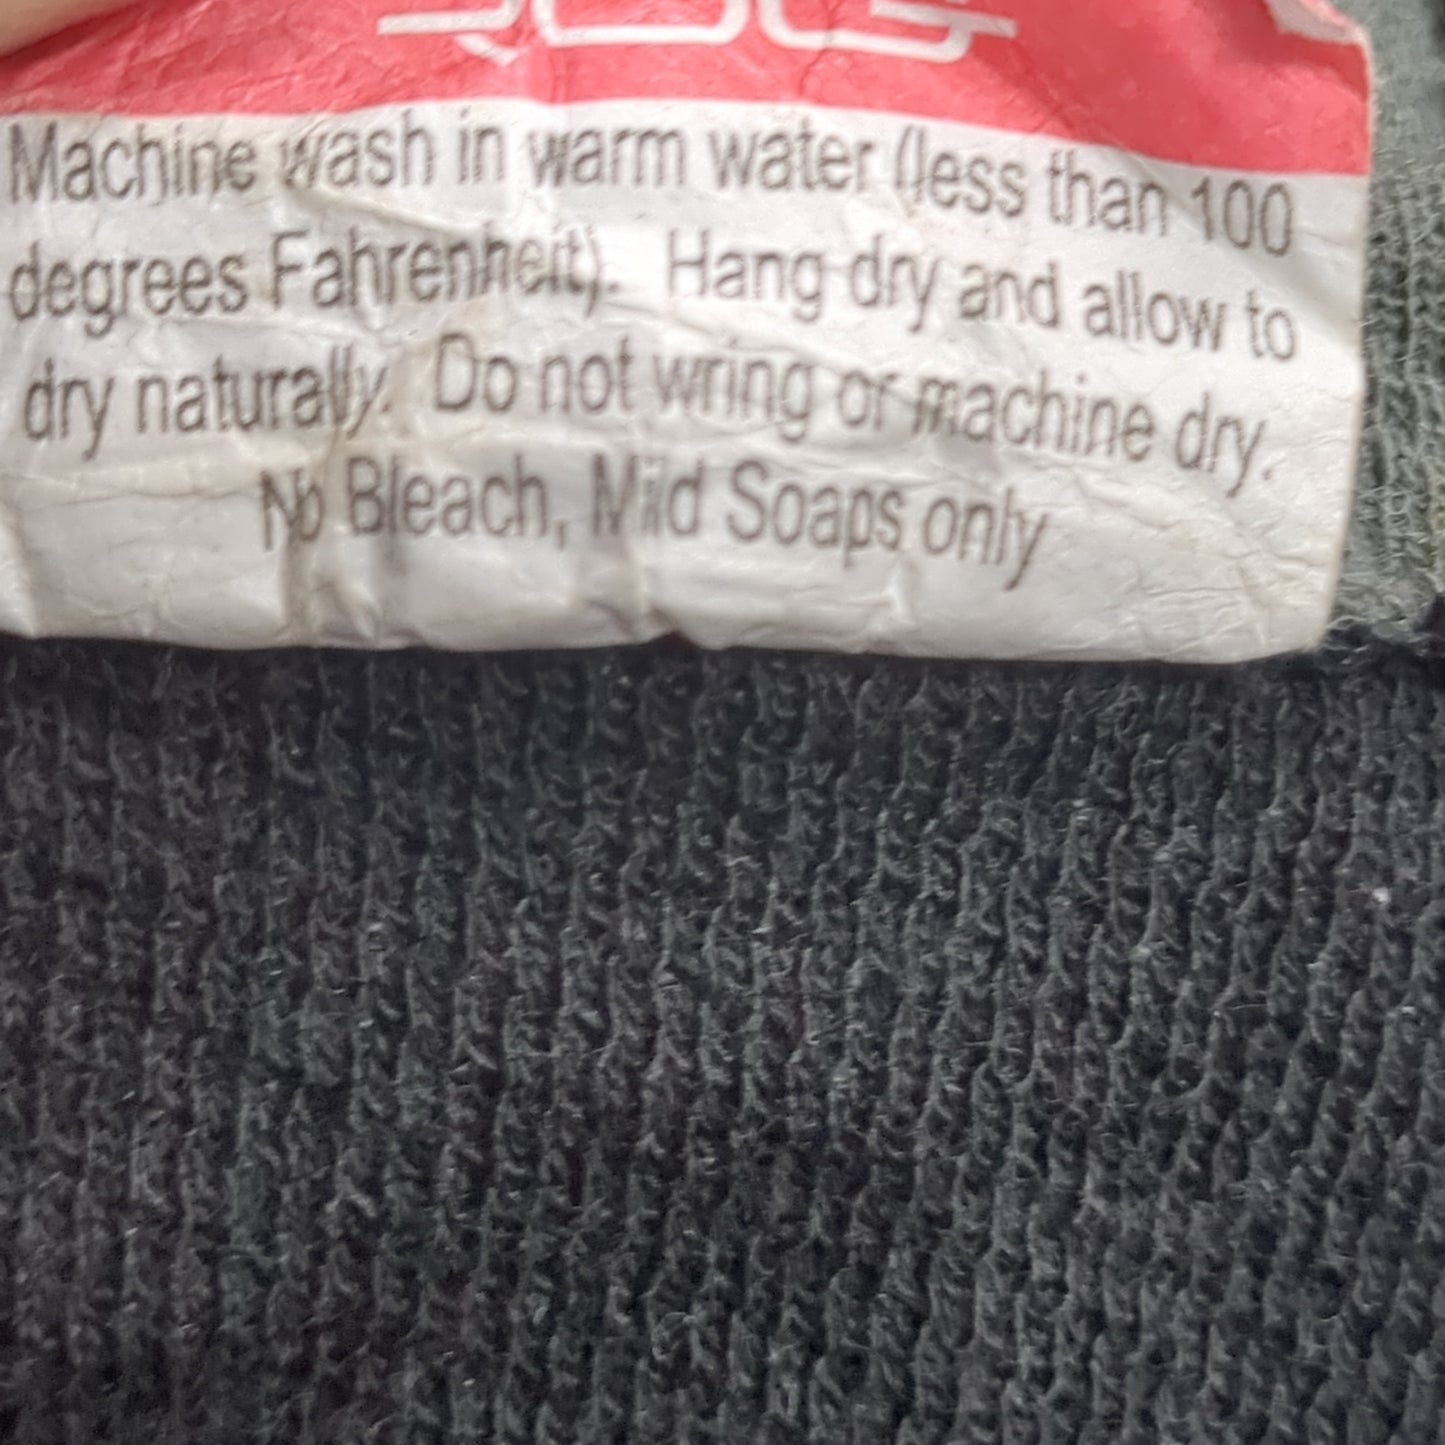 Machine wash in warm water (less than 100
degrees Fahrenheit). Hang dry and allow to
dry naturally. Do not wring or machine dry.
No Bleach, Mild Soaps only